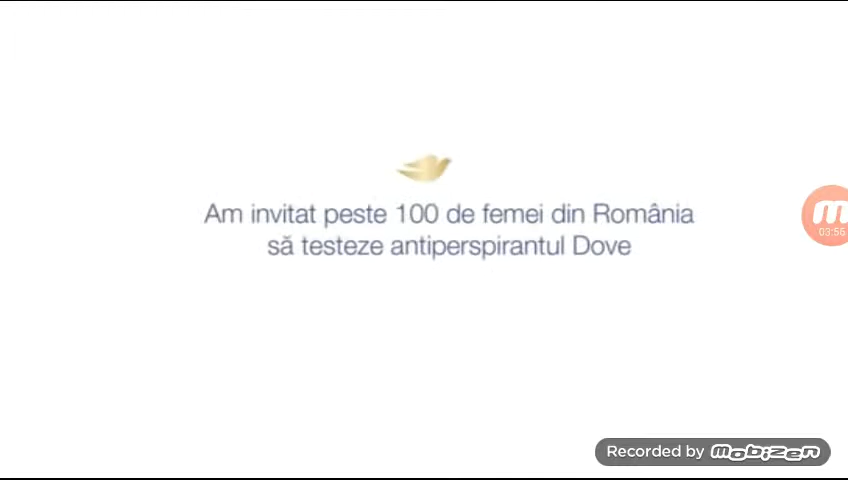 Am invitat peste 100 de femei din România
să testeze antiperspirantul Dove
03:56
Recorded by mobizen